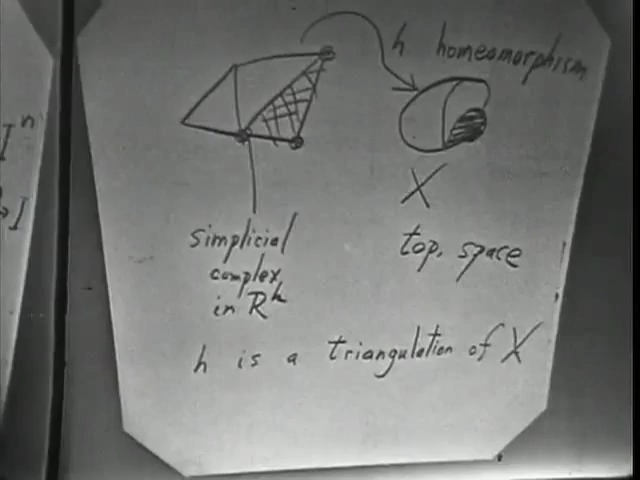 I^n
I
h homeomorphism
X
simplicial
complex
in R^k
top. space
h is a triangulation of X